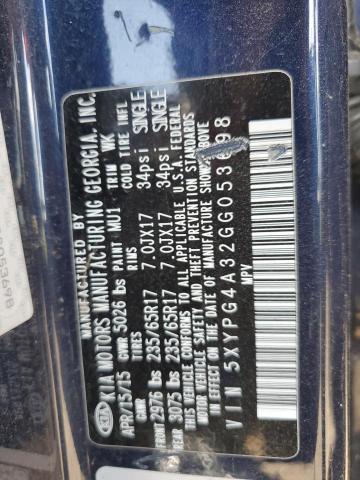 MANUFACTURED BY
KIA MOTORS MANUFACTURING GEORGIA, INC.
APR/15/15 GVWR 5026 lbs PAINT MU1 TRIM WK
GAWR TIRES RIMS COLD TIRE INFL
FRONT 2976 lbs 235/65R17 7.0JX17 34psi SINGLE
REAR 3075 lbs 235/65R17 7.0JX17 34psi SINGLE
THIS VEHICLE CONFORMS TO ALL APPLICABLE U.S.A. FEDERAL
MOTOR VEHICLE SAFETY AND THEFT PREVENTION STANDARDS
IN EFFECT ON THE DATE OF MANUFACTURE SHOWN ABOVE
VIN 5XYPG4A32GG053698
MPV
KIA